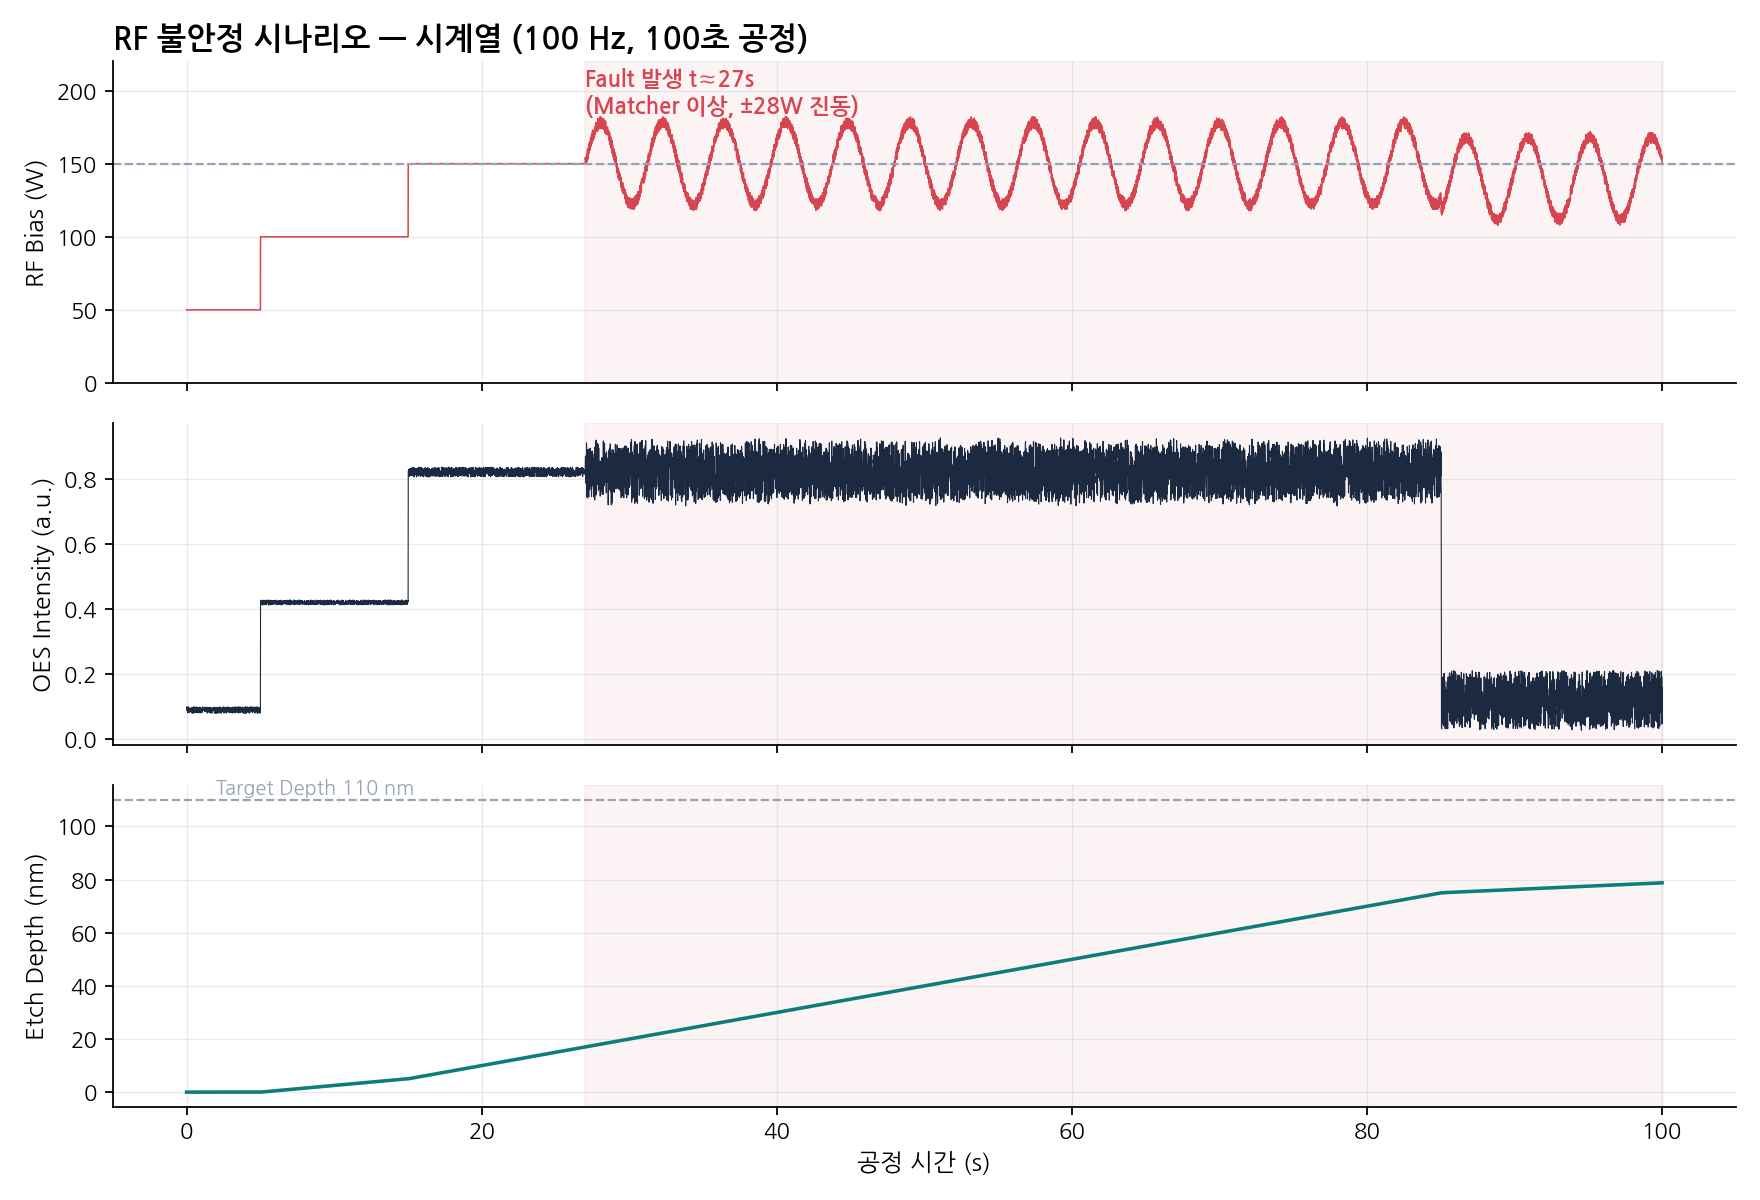 RF 불안정 시나리오 — 시계열 (100 Hz, 100초 공정)
Fault 발생 t≈27s
(Matcher 이상, ±28W 진동)
RF Bias (W)
200
150
100
50
0
OES Intensity (a.u.)
0.8
0.6
0.4
0.2
0.0
Target Depth 110 nm
Etch Depth (nm)
100
80
60
40
20
0
0 20 40 60 80 100
공정 시간 (s)